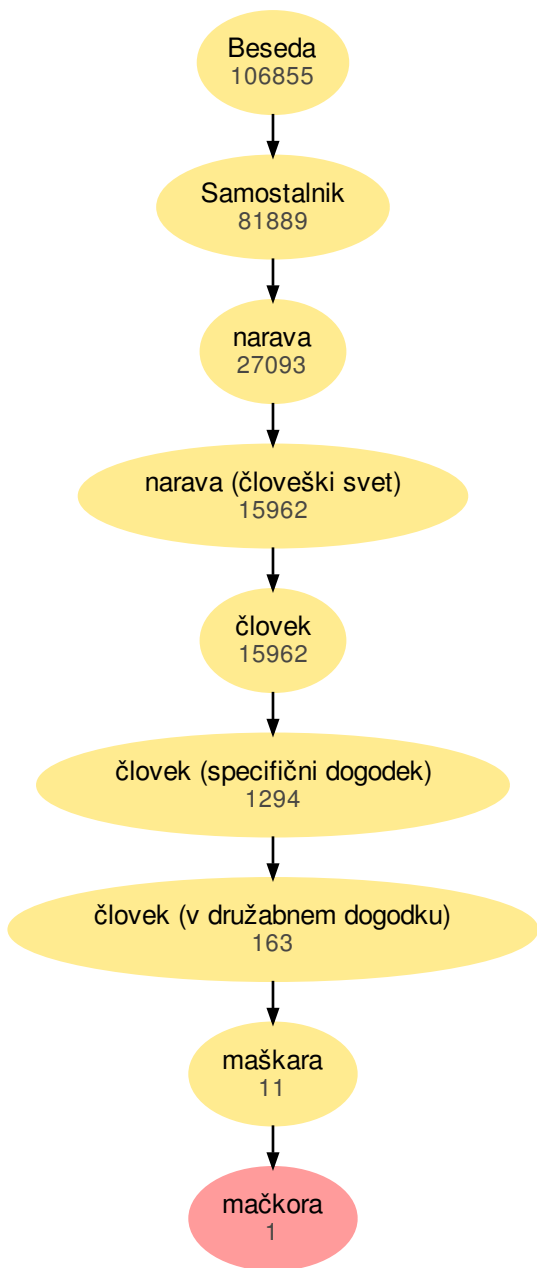 Beseda
106855
Samostalnik
81889
narava
27093
narava (človeški svet)
15962
človek
15962
človek (specifični dogodek)
1294
človek (v družabnem dogodku)
163
maškara
11
mačkora
1